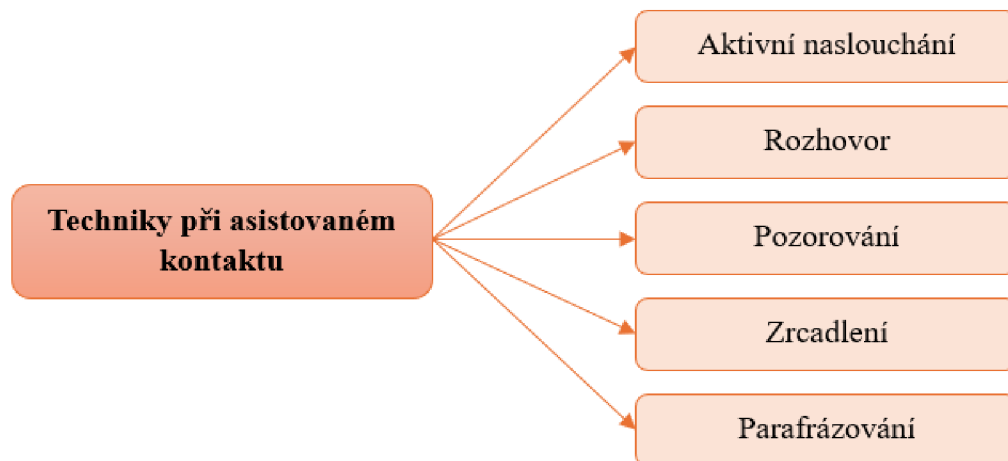 Techniky při asistovaném
kontaktu
Aktivní naslouchání
Rozhovor
Pozorování
Zrcadlení
Parafrázování